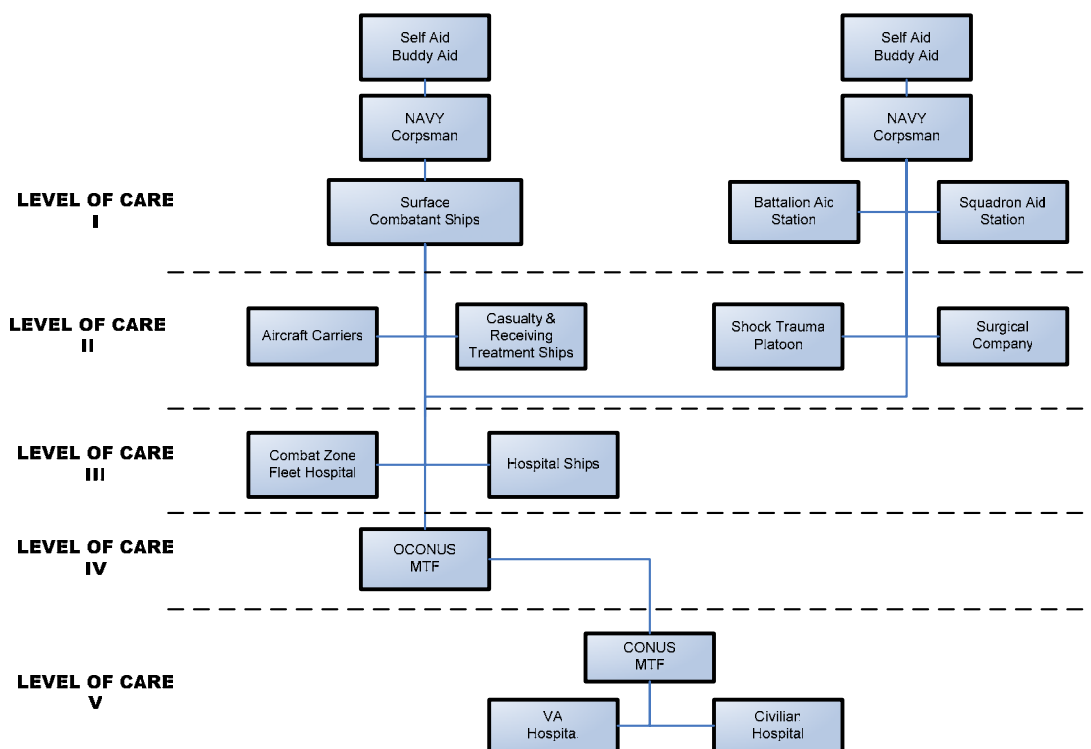 Self Aid
Buddy Aid
Self Aid
Buddy Aid
NAVY
Corpsman
NAVY
Corpsman
LEVEL OF CARE
I
Surface
Combatant Ships
Battalion Aid
Station
Squadron Aid
Station
LEVEL OF CARE
II
Aircraft Carriers
Casualty &
Receiving
Treatment Ships
Shock Trauma
Platoon
Surgical
Company
LEVEL OF CARE
III
Combat Zone
Fleet Hospital
Hospital Ships
LEVEL OF CARE
IV
OCONUS
MTF
LEVEL OF CARE
V
CONUS
MTF
VA
Hospital
Civilian
Hospital